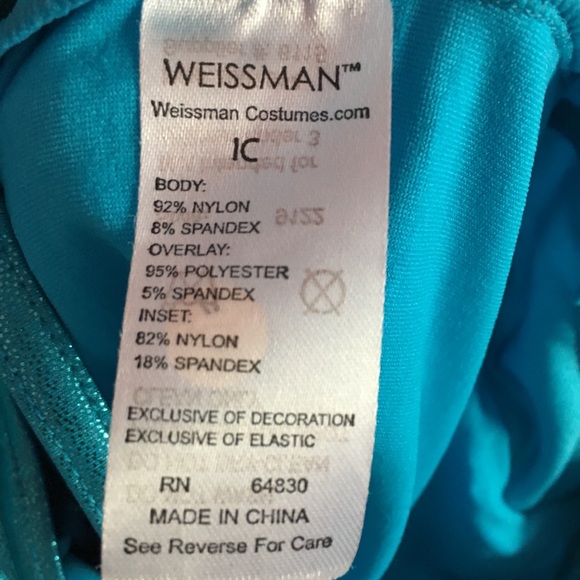 WEISSMAN™
Weissman Costumes.com
IC
BODY:
92% NYLON
8% SPANDEX
OVERLAY:
95% POLYESTER
5% SPANDEX
INSET:
82% NYLON
18% SPANDEX
EXCLUSIVE OF DECORATION
EXCLUSIVE OF ELASTIC
RN 64830
MADE IN CHINA
See Reverse For Care